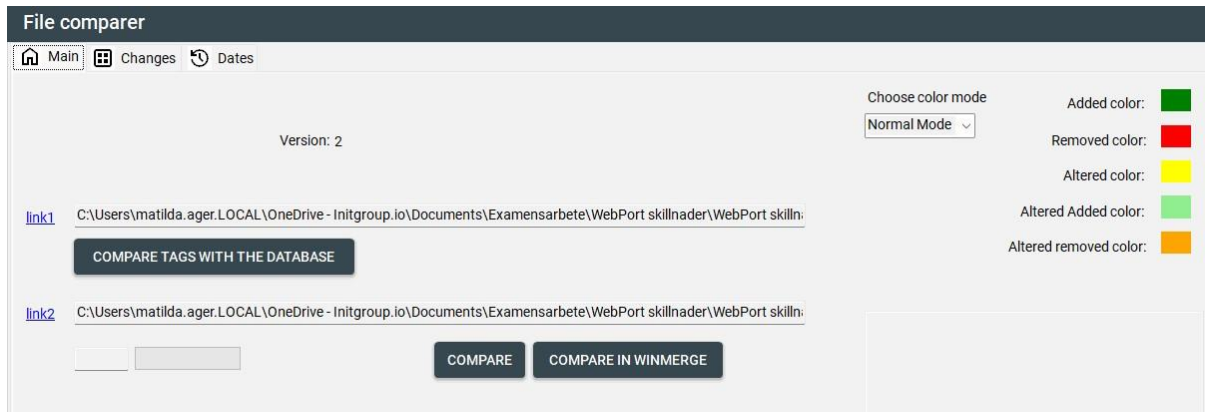 File comparer
Main Changes Dates
Choose color mode
Normal Mode
Added color:
Removed color:
Altered color:
Altered Added color:
Altered removed color:
Version: 2
link1 C:\Users\matilda.ager.LOCAL\OneDrive - Initgroup.io\Documents\Examensarbete\WebPort skillnader\WebPort skilln
COMPARE TAGS WITH THE DATABASE
link2 C:\Users\matilda.ager.LOCAL\OneDrive - Initgroup.io\Documents\Examensarbete\WebPort skillnader\WebPort skilln
COMPARE COMPARE IN WINMERGE